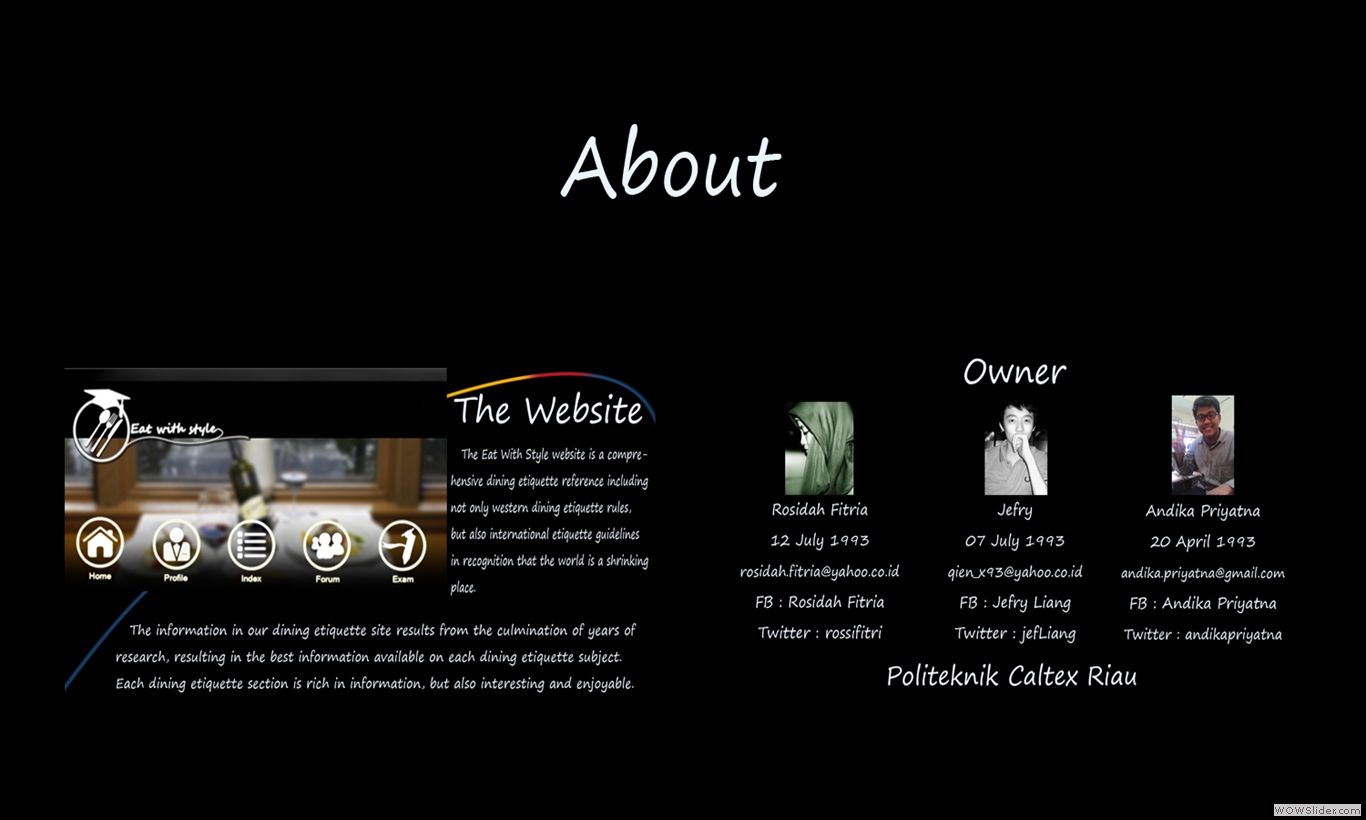 About
Eat with style
Home
Profile
Index
Forum
Exam
The Website
The Eat With Style website is a compre-
hensive dining etiquette reference including
not only western dining etiquette rules,
but also international etiquette guidelines
in recognition that the world is a shrinking
place.
The information in our dining etiquette site results from the culmination of years of
research, resulting in the best information available on each dining etiquette subject.
Each dining etiquette section is rich in information, but also interesting and enjoyable.
Owner
Rosidah Fitria
12 July 1993
rosidah.fitria@yahoo.co.id
FB : Rosidah Fitria
Twitter : rossifitri
Jefry
07 July 1993
qien_x93@yahoo.co.id
FB : Jefry Liang
Twitter : jefLiang
Andika Priyatna
20 April 1993
andika.priyatna@gmail.com
FB : Andika Priyatna
Twitter : andikapriyatna
Politeknik Caltex Riau
WOWSlider.com